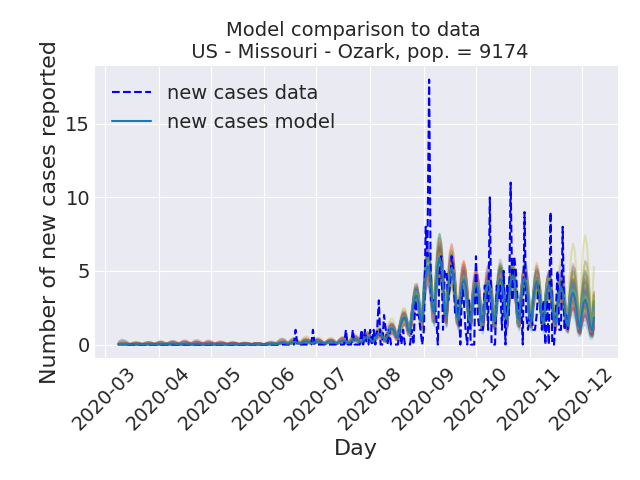 Model comparison to data
US - Missouri - Ozark, pop. = 9174
new cases data
new cases model
Number of new cases reported
15
10
5
0
2020-03
2020-04
2020-05
2020-06
2020-07
2020-08
2020-09
2020-10
2020-11
2020-12
Day